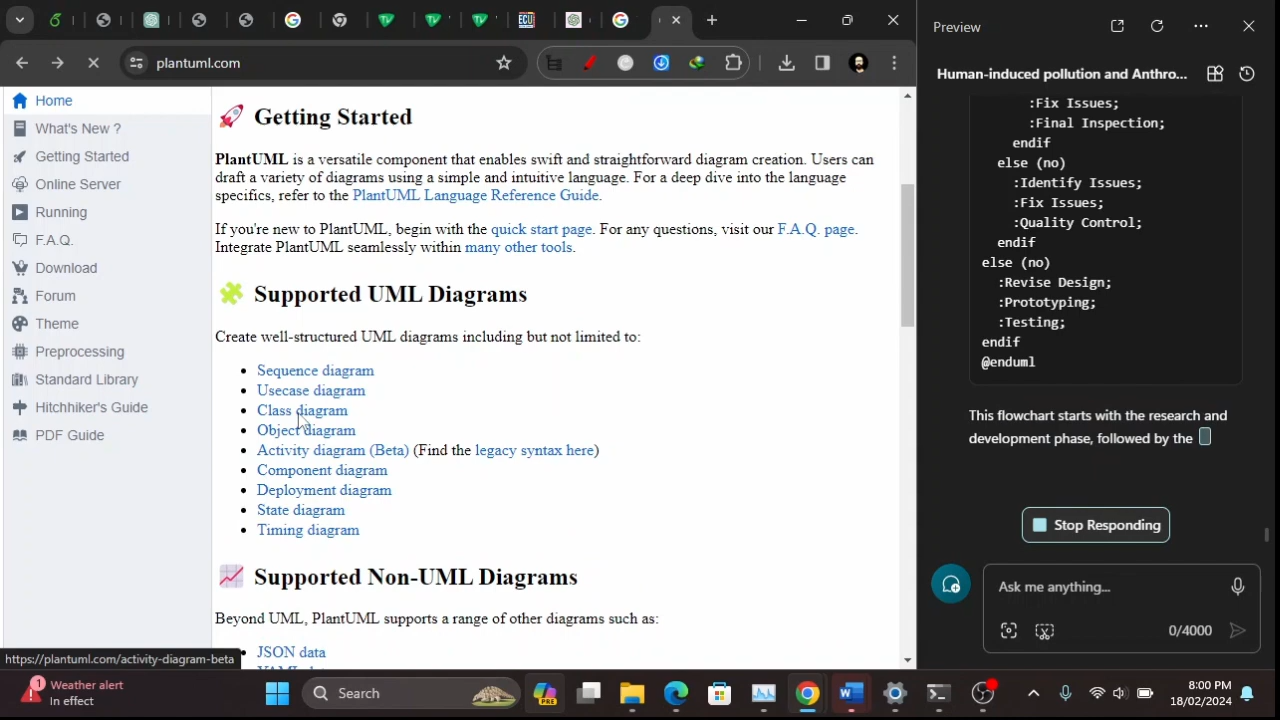 plantuml.com
Home
What's New ?
Getting Started
Online Server
Running
F.A.Q.
Download
Forum
Theme
Preprocessing
Standard Library
Hitchhiker's Guide
PDF Guide
https://plantuml.com/activity-diagram-beta
Getting Started
PlantUML is a versatile component that enables swift and straightforward diagram creation. Users can
draft a variety of diagrams using a simple and intuitive language. For a deep dive into the language
specifics, refer to the PlantUML Language Reference Guide.
If you're new to PlantUML, begin with the quick start page. For any questions, visit our F.A.Q. page.
Integrate PlantUML seamlessly within many other tools.
Supported UML Diagrams
Create well-structured UML diagrams including but not limited to:
Sequence diagram
Usecase diagram
Class diagram
Object diagram
Activity diagram (Beta) (Find the legacy syntax here)
Component diagram
Deployment diagram
State diagram
Timing diagram
Supported Non-UML Diagrams
Beyond UML, PlantUML supports a range of other diagrams such as:
JSON data
Preview
Human-induced pollution and Anthro...
:Fix Issues;
:Final Inspection;
endif
else (no)
:Identify Issues;
:Fix Issues;
:Quality Control;
endif
else (no)
:Revise Design;
:Prototyping;
:Testing;
endif
@enduml
This flowchart starts with the research and
development phase, followed by the
Stop Responding
Ask me anything...
0/4000
1
Weather alert
In effect
Search
PRE
8:00 PM
18/02/2024